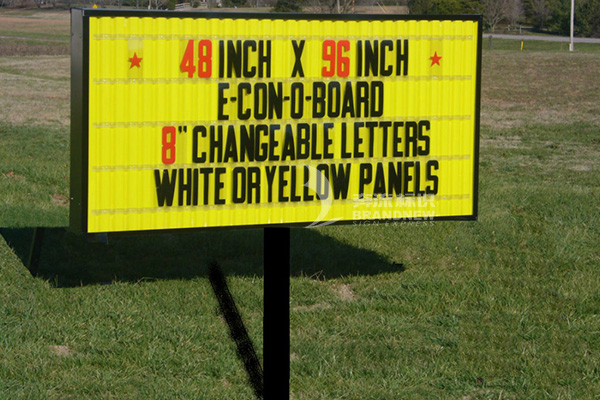 ★ 48 INCH X 96 INCH ★
E-CON-O-BOARD
8" CHANGEABLE LETTERS
WHITE OR YELLOW PANELS
BRANDNEW